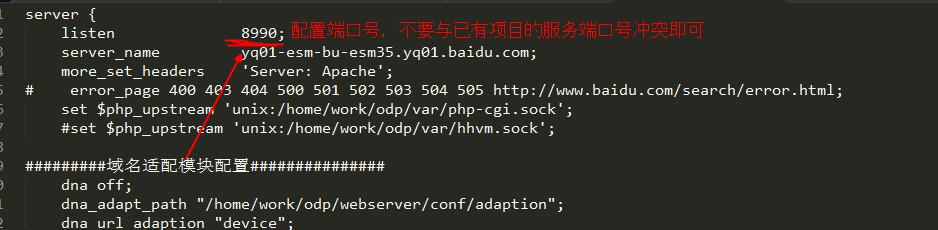 server {
listen 8990; 配置端口号，不要与已有项目的服务端口号冲突即可
server_name yq01-esm-bu-esm35.yq01.baidu.com;
more_set_headers 'Server: Apache';
# error_page 400 403 404 500 501 502 503 504 505 http://www.baidu.com/search/error.html;
set $php_upstream 'unix:/home/work/odp/var/php-cgi.sock';
#set $php_upstream 'unix:/home/work/odp/var/hhvm.sock';
#########域名适配模块配置###############
dna off;
dna_adapt_path "/home/work/odp/webserver/conf/adaption";
dna_url_adaption "device";